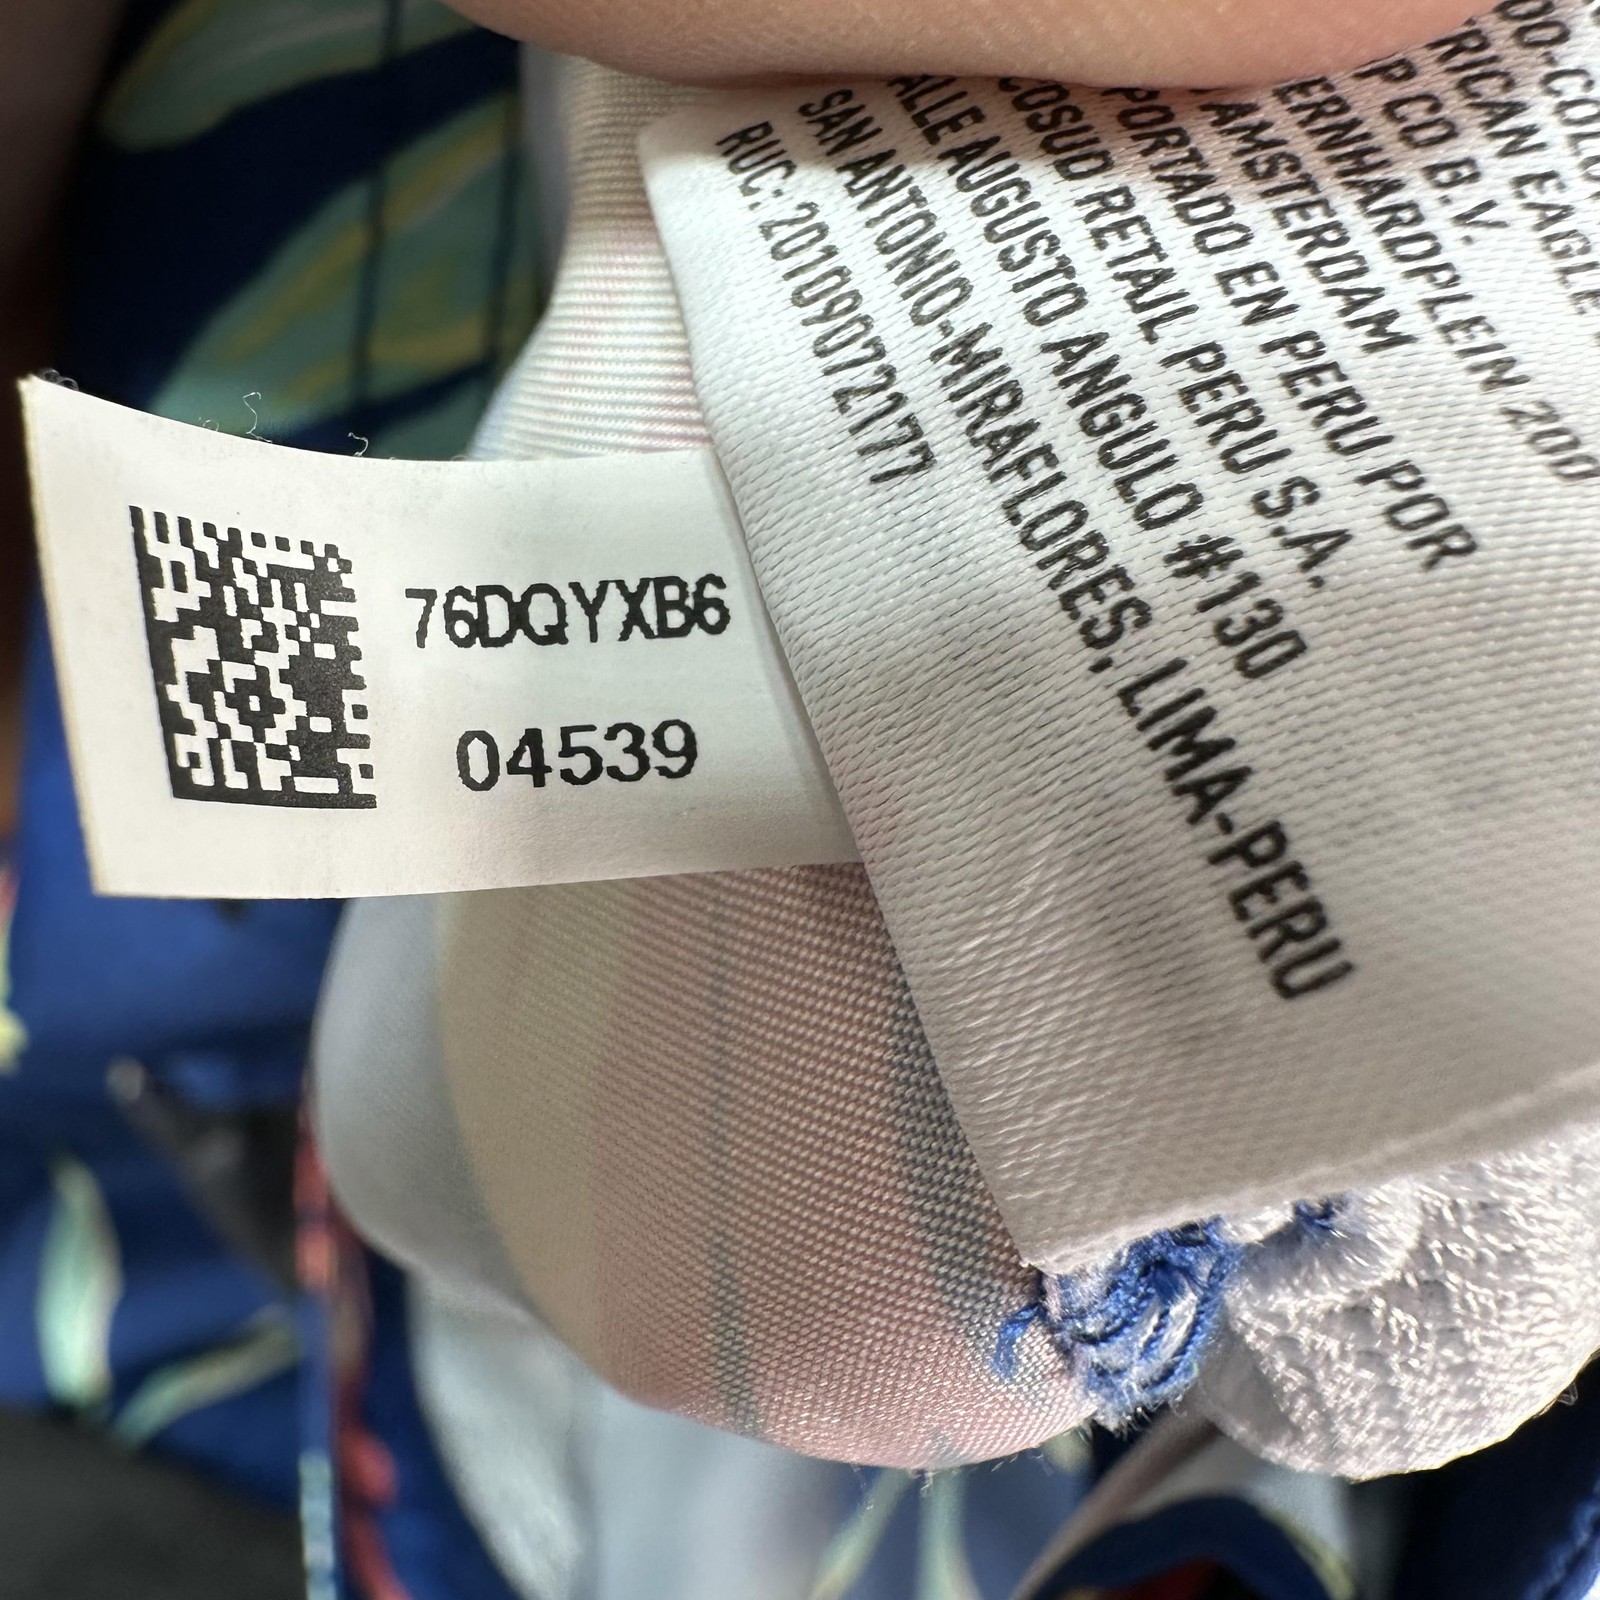 76DQYXB6
04539
RICAN EAGLE
P CO B.V.
ERNHARDPLEIN 200
AMSTERDAM
PORTADO EN PERU POR
COSUD RETAIL PERU S.A.
ALLE AUGUSTO ANGULO #130
SAN ANTONIO-MIRAFLORES, LIMA-PERU
RUC: 20109072177